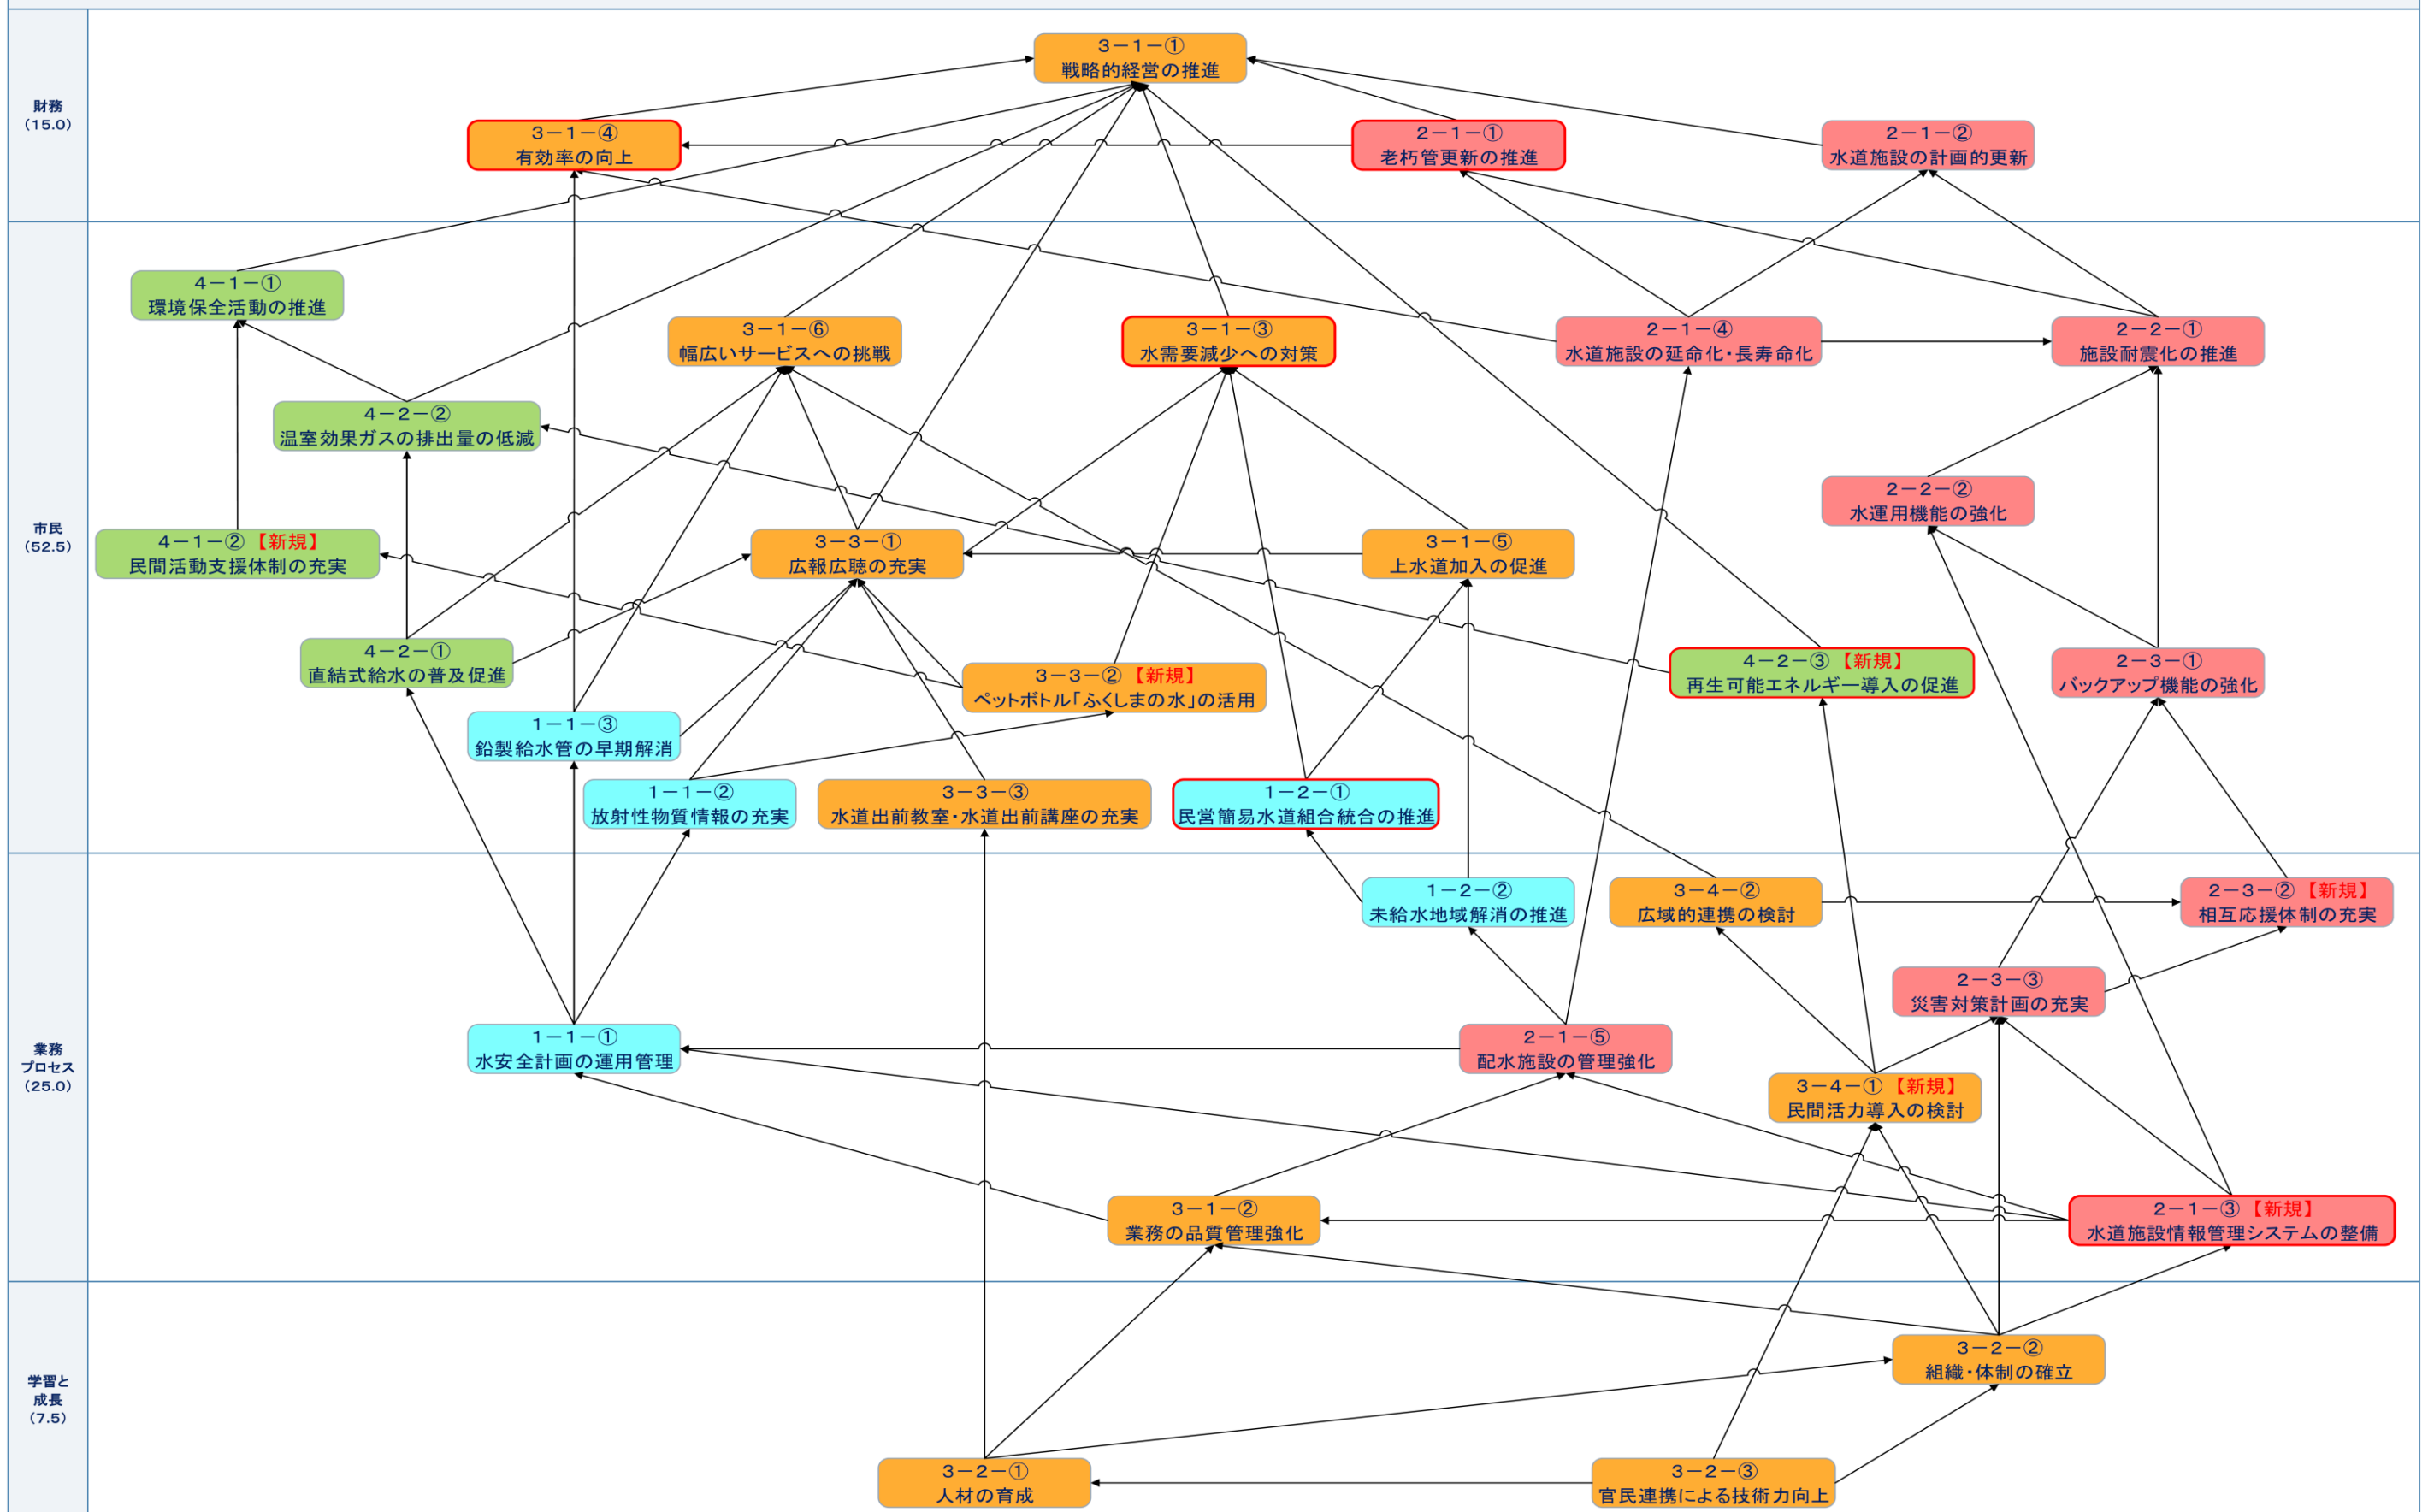 財務
(15.0)
3-1-①
戦略的経営の推進
3-1-④
有効率の向上
2-1-①
老朽管更新の推進
2-1-②
水道施設の計画的更新
市民
(52.5)
4-1-①
環境保全活動の推進
3-1-⑥
幅広いサービスへの挑戦
3-1-③
水需要減少への対策
2-1-④
水道施設の延命化・長寿命化
2-2-①
施設耐震化の推進
4-2-②
温室効果ガスの排出量の低減
2-2-②
水運用機能の強化
4-1-②【新規】
民間活動支援体制の充実
3-3-①
広報広聴の充実
3-1-⑤
上水道加入の促進
4-2-①
直結式給水の普及促進
3-3-②【新規】
ペットボトル「ふくしまの水」の活用
4-2-③【新規】
再生可能エネルギー導入の促進
2-3-①
バックアップ機能の強化
1-1-③
鉛製給水管の早期解消
1-1-②
放射性物質情報の充実
3-3-③
水道出前教室・水道出前講座の充実
1-2-①
民営簡易水道組合統合の推進
業務
プロセス
(25.0)
1-2-②
未給水地域解消の推進
3-4-②
広域的連携の検討
2-3-②【新規】
相互応援体制の充実
2-3-③
災害対策計画の充実
1-1-①
水安全計画の運用管理
2-1-⑤
配水施設の管理強化
3-4-①【新規】
民間活力導入の検討
3-1-②
業務の品質管理強化
2-1-③【新規】
水道施設情報管理システムの整備
学習と
成長
(7.5)
3-2-②
組織・体制の確立
3-2-①
人材の育成
3-2-③
官民連携による技術力向上